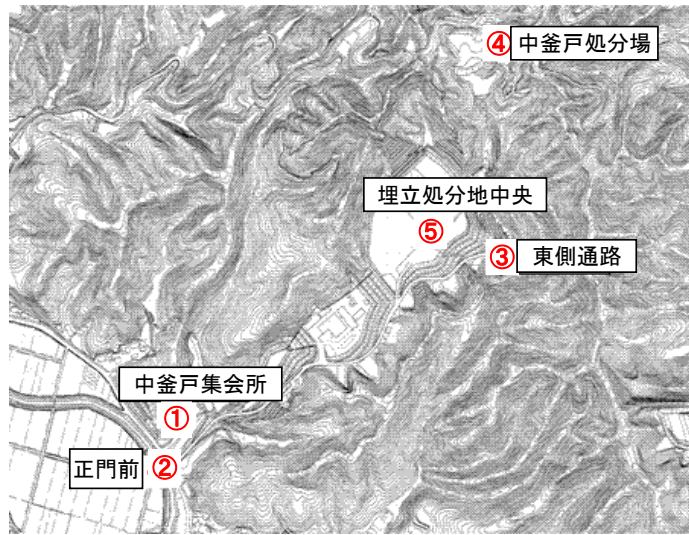 ④ 中釜戸処分場
埋立処分地中央
⑤
③ 東側通路
中釜戸集会所
①
正門前 ②